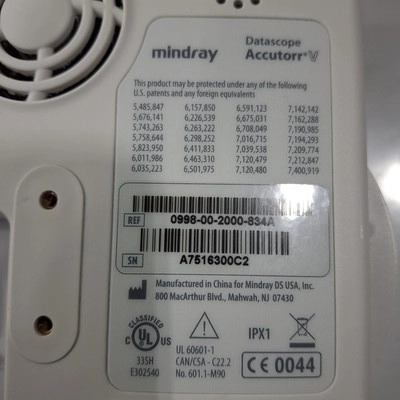 mindray
Datascope
Accutorr® V
This product may be protected under any of the following
U.S. patents and any foreign equivalents
5,485,847 6,157,850 6,591,123 7,142,142
5,676,141 6,226,539 6,675,031 7,162,288
5,743,263 6,263,222 6,708,049 7,190,985
5,758,644 6,298,252 7,016,715 7,194,293
5,823,950 6,411,833 7,039,538 7,209,774
6,011,986 6,463,310 7,120,479 7,212,847
6,035,223 6,501,975 7,120,480 7,400,919
REF 0998-00-2000-834A
SN A7516300C2
Manufactured in China for Mindray DS USA, Inc.
800 MacArthur Blvd., Mahwah, NJ 07430
CLASSIFIED
C UL US
33SH
E302540
UL 60601-1
CAN/CSA - C22.2
No. 601.1-M90
IPX1
CE 0044